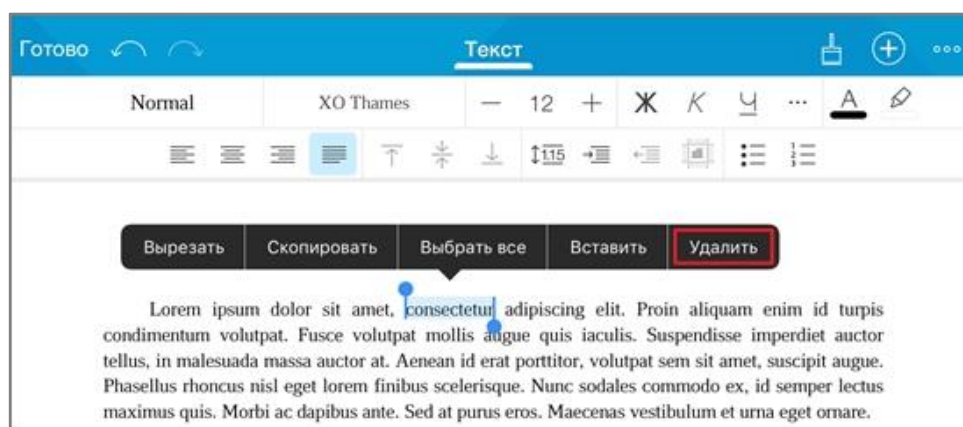 Готово Текст
Normal XO Thames — 12 + Ж К Ч ... A
1.15
Вырезать Скопировать Выбрать все Вставить Удалить
Lorem ipsum dolor sit amet, consectetur adipiscing elit. Proin aliquam enim id turpis
condimentum volutpat. Fusce volutpat mollis augue quis iaculis. Suspendisse imperdiet auctor
tellus, in malesuada massa auctor at. Aenean id erat porttitor, volutpat sem sit amet, suscipit augue.
Phasellus rhoncus nisl eget lorem finibus scelerisque. Nunc sodales commodo ex, id semper lectus
maximus quis. Morbi ac dapibus ante. Sed at purus eros. Maecenas vestibulum et urna eget ornare.